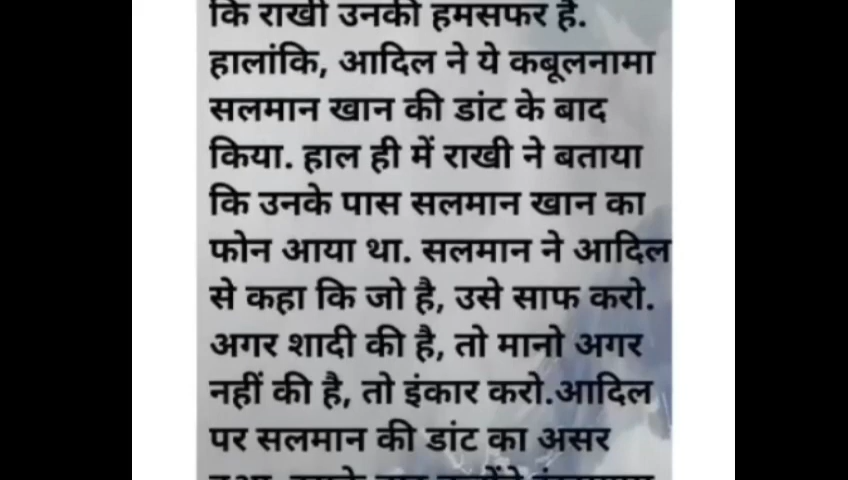 कि राखी उनकी हमसफर है.
हालांकि, आदिल ने ये कबूलनामा
सलमान खान की डांट के बाद
किया. हाल ही में राखी ने बताया
कि उनके पास सलमान खान का
फोन आया था. सलमान ने आदिल
से कहा कि जो है, उसे साफ करो.
अगर शादी की है, तो मानो अगर
नहीं की है, तो इंकार करो.आदिल
पर सलमान की डांट का असर